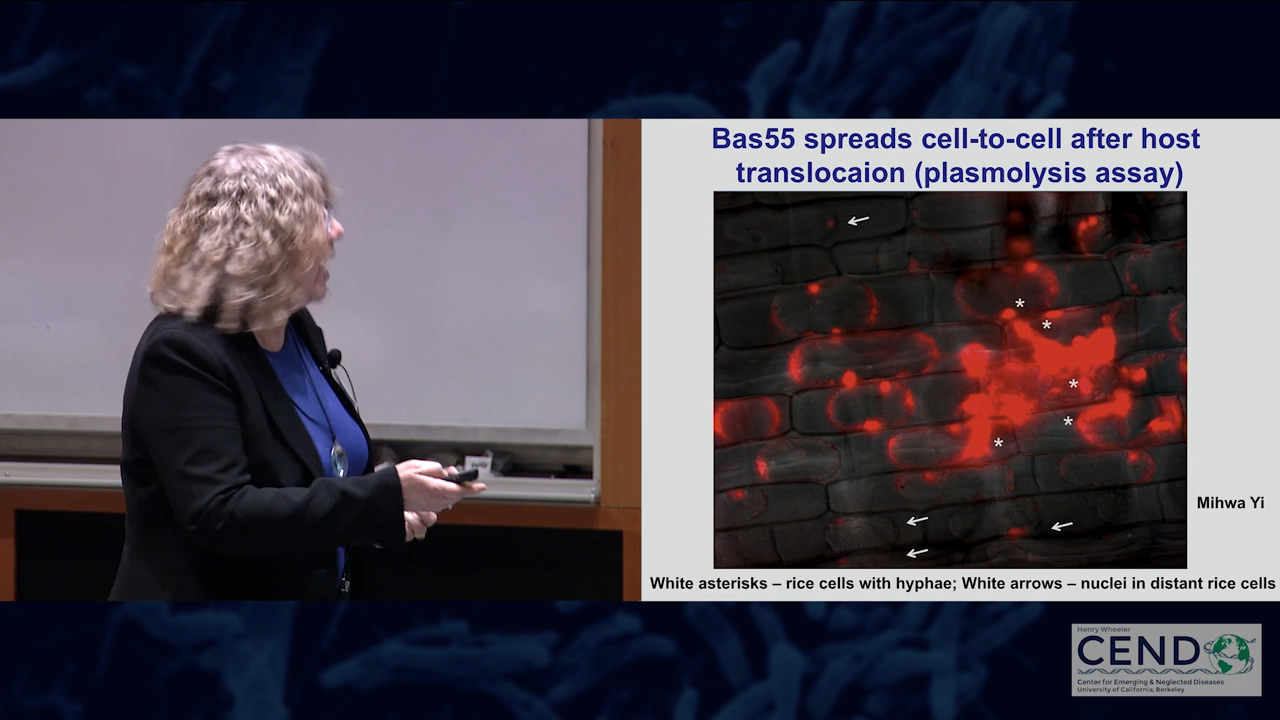 Bas55 spreads cell-to-cell after host
translocaion (plasmolysis assay)
*
*
*
*
*
Mihwa Yi
White asterisks – rice cells with hyphae; White arrows – nuclei in distant rice cells
Henry Wheeler
CEND
Center for Emerging & Neglected Diseases
University of California, Berkeley